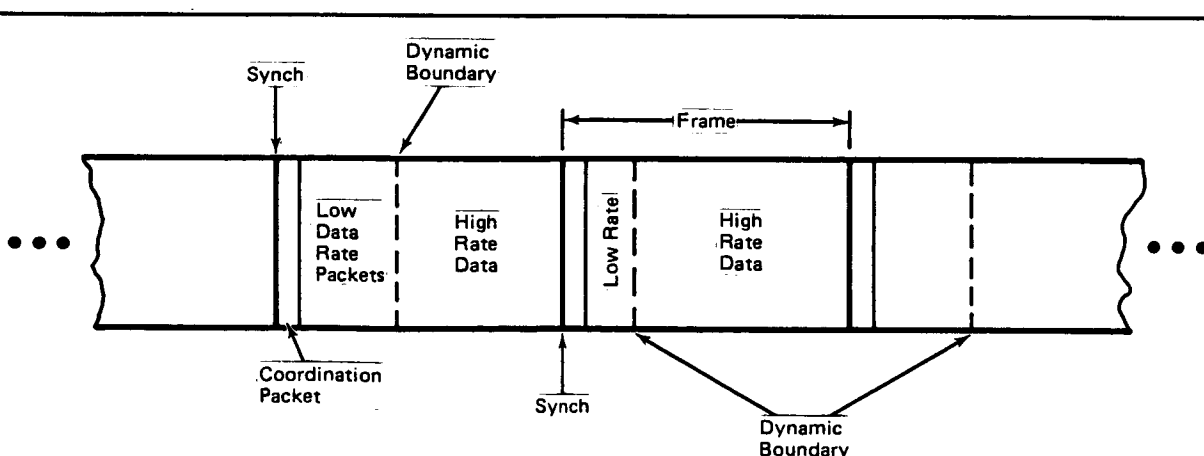 Dynamic
Boundary
Synch
Frame
Low
Data
Rate
Packets
High
Rate
Data
Low Rate
High
Rate
Data
Coordination
Packet
Synch
Dynamic
Boundary